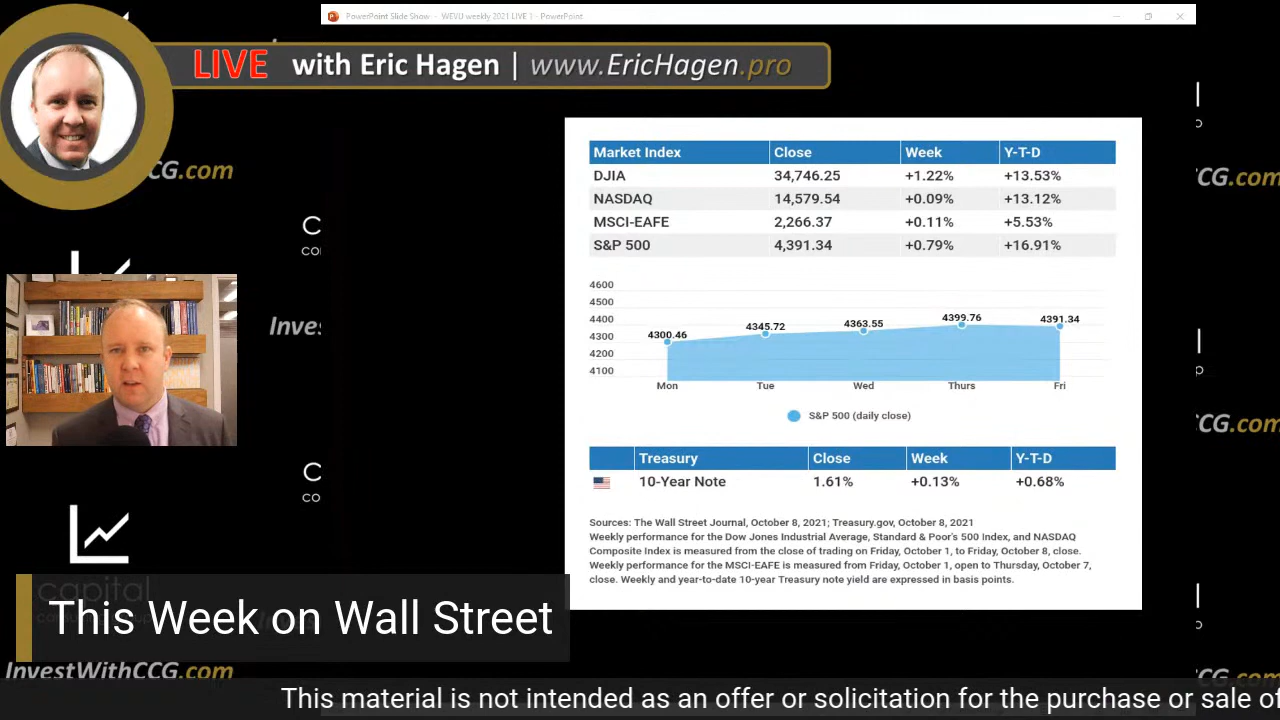 PowerPoint Slide Show - WEVU weekly 2021 LIVE 1 - PowerPoint
LIVE with Eric Hagen | www.EricHagen.pro
Market Index Close Week Y-T-D
DJIA 34,746.25 +1.22% +13.53%
NASDAQ 14,579.54 +0.09% +13.12%
MSCI-EAFE 2,266.37 +0.11% +5.53%
S&P 500 4,391.34 +0.79% +16.91%
4600
4500
4400
4300
4200
4100
4300.46 4345.72 4363.55 4399.76 4391.34
Mon Tue Wed Thurs Fri
S&P 500 (daily close)
Treasury Close Week Y-T-D
10-Year Note 1.61% +0.13% +0.68%
Sources: The Wall Street Journal, October 8, 2021; Treasury.gov, October 8, 2021
Weekly performance for the Dow Jones Industrial Average, Standard & Poor's 500 Index, and NASDAQ
Composite Index is measured from the close of trading on Friday, October 1, to Friday, October 8, close.
Weekly performance for the MSCI-EAFE is measured from Friday, October 1, open to Thursday, October 7,
close. Weekly and year-to-date 10-year Treasury note yield are expressed in basis points.
CG.com
CG.com
Inves
CG.com
capital
This Week on Wall Street
InvestWithCCG.com
CG.com
This material is not intended as an offer or solicitation for the purchase or sale of